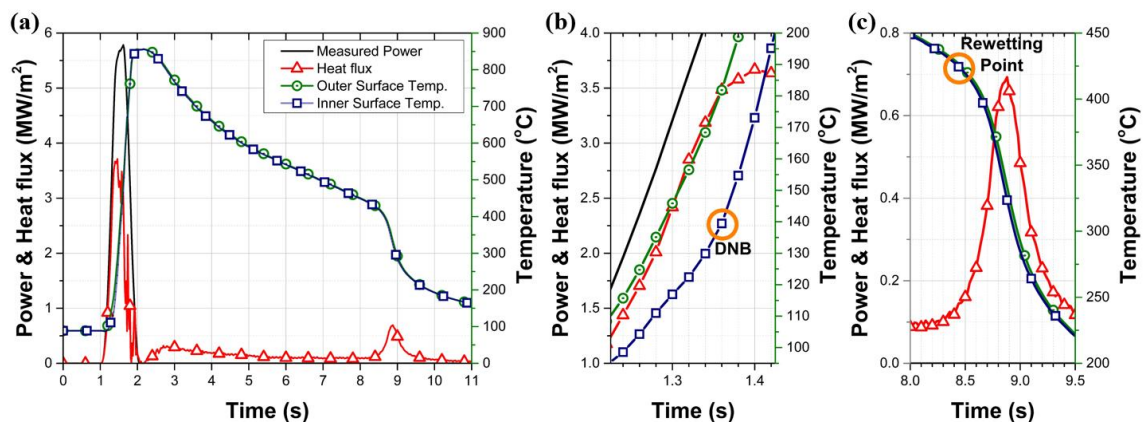 (a)
Power & Heat flux (MW/m²)
6
5
4
3
2
1
0
0 1 2 3 4 5 6 7 8 9 10 11
Time (s)
900
800
700
600
500
400
300
200
100
0
Temperature (°C)
Measured Power
Heat flux
Outer Surface Temp.
Inner Surface Temp.
(b)
Power & Heat flux (MW/m²)
4.0
3.5
3.0
2.5
2.0
1.5
1.0
1.3 1.4
Time (s)
200
190
180
170
160
150
140
130
120
110
100
Temperature (°C)
DNB
(c)
Power & Heat flux (MW/m²)
0.8
0.6
0.4
0.2
0.0
8.0 8.5 9.0 9.5
Time (s)
450
400
350
300
250
200
Temperature (°C)
Rewetting
Point